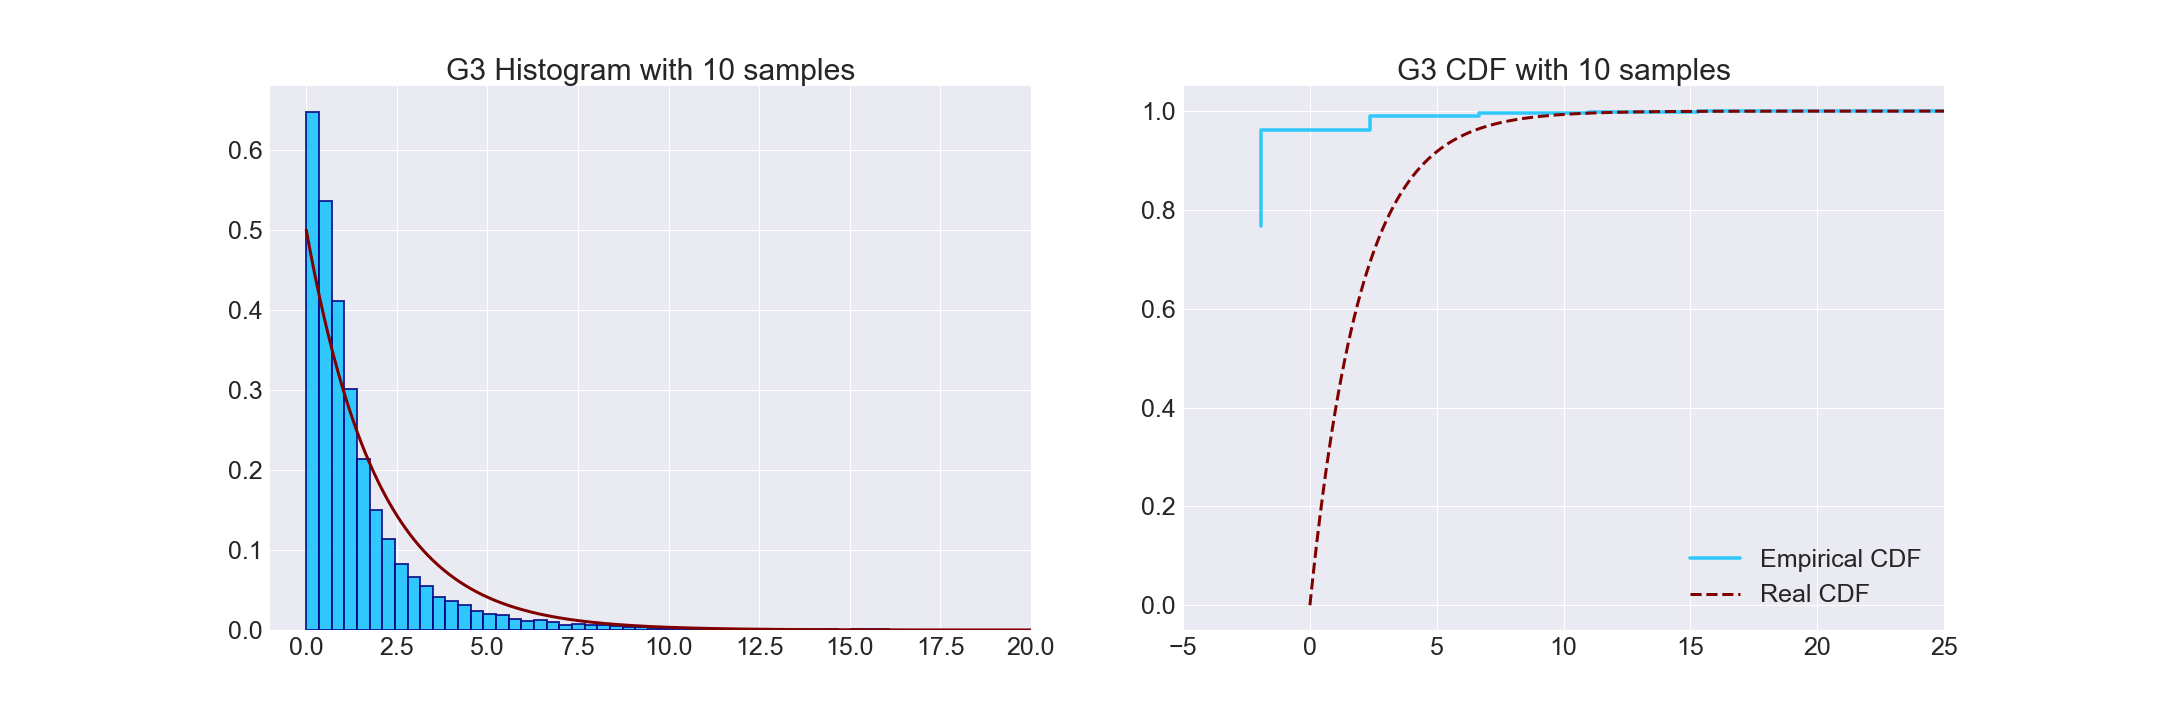 G3 Histogram with 10 samples
0.6
0.5
0.4
0.3
0.2
0.1
0.0
0.0 2.5 5.0 7.5 10.0 12.5 15.0 17.5 20.0
G3 CDF with 10 samples
1.0
0.8
0.6
0.4
0.2
0.0
−5 0 5 10 15 20 25
Empirical CDF
Real CDF